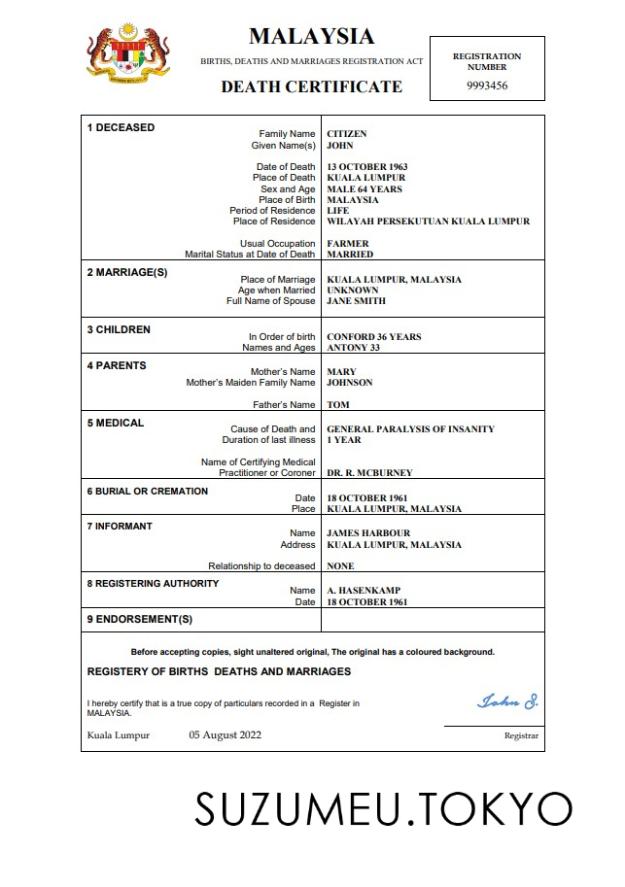 MALAYSIA
BIRTHS, DEATHS AND MARRIAGES REGISTRATION ACT
DEATH CERTIFICATE
REGISTRATION
NUMBER
9993456
1 DECEASED
Family Name CITIZEN
Given Name(s) JOHN
Date of Death 13 OCTOBER 1963
Place of Death KUALA LUMPUR
Sex and Age MALE 64 YEARS
Place of Birth MALAYSIA
Period of Residence LIFE
Place of Residence WILAYAH PERSEKUTUAN KUALA LUMPUR
Usual Occupation FARMER
Marital Status at Date of Death MARRIED
2 MARRIAGE(S)
Place of Marriage KUALA LUMPUR, MALAYSIA
Age when Married UNKNOWN
Full Name of Spouse JANE SMITH
3 CHILDREN
In Order of birth CONFORD 36 YEARS
Names and Ages ANTONY 33
4 PARENTS
Mother's Name MARY
Mother's Maiden Family Name JOHNSON
Father's Name TOM
5 MEDICAL
Cause of Death and GENERAL PARALYSIS OF INSANITY
Duration of last illness 1 YEAR
Name of Certifying Medical
Practitioner or Coroner DR. R. MCBURNEY
6 BURIAL OR CREMATION
Date 18 OCTOBER 1961
Place KUALA LUMPUR, MALAYSIA
7 INFORMANT
Name JAMES HARBOUR
Address KUALA LUMPUR, MALAYSIA
Relationship to deceased NONE
8 REGISTERING AUTHORITY
Name A. HASENKAMP
Date 18 OCTOBER 1961
9 ENDORSEMENT(S)
Before accepting copies, sight unaltered original, The original has a coloured background.
REGISTERY OF BIRTHS DEATHS AND MARRIAGES
I hereby certify that is a true copy of particulars recorded in a Register in
MALAYSIA.
John S.
Kuala Lumpur 05 August 2022
Registrar
SUZUMEU.TOKYO